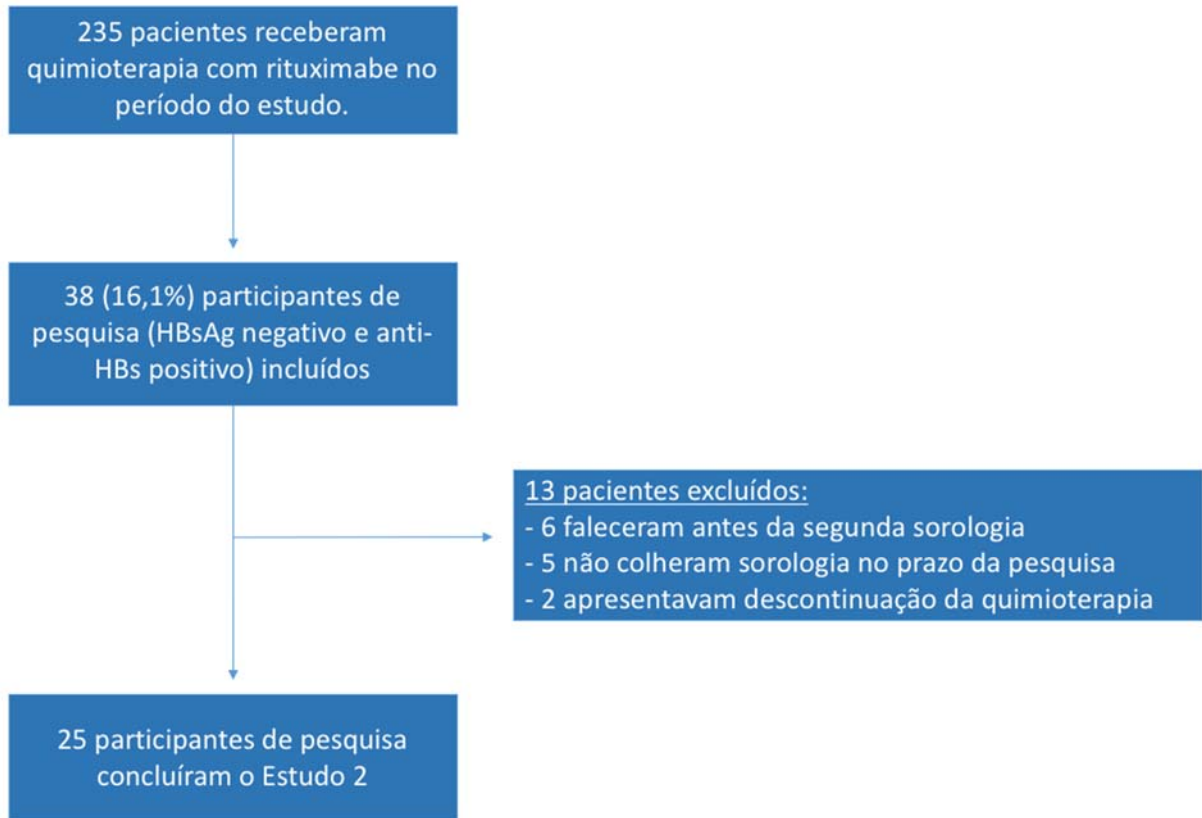 235 pacientes receberam
quimioterapia com rituximabe no
período do estudo.
38 (16,1%) participantes de
pesquisa (HBsAg negativo e anti-
HBs positivo) incluídos
13 pacientes excluídos:
- 6 faleceram antes da segunda sorologia
- 5 não colheram sorologia no prazo da pesquisa
- 2 apresentavam descontinuação da quimioterapia
25 participantes de pesquisa
concluíram o Estudo 2